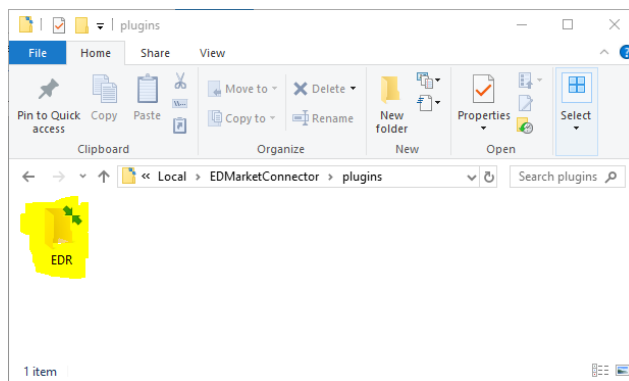 plugins
File Home Share View
Pin to Quick access
Copy
Paste
Clipboard
Move to
Copy to
Delete
Rename
Organize
New folder
New
Properties
Open
Select
« Local > EDMarketConnector > plugins
Search plugins
EDR
1 item